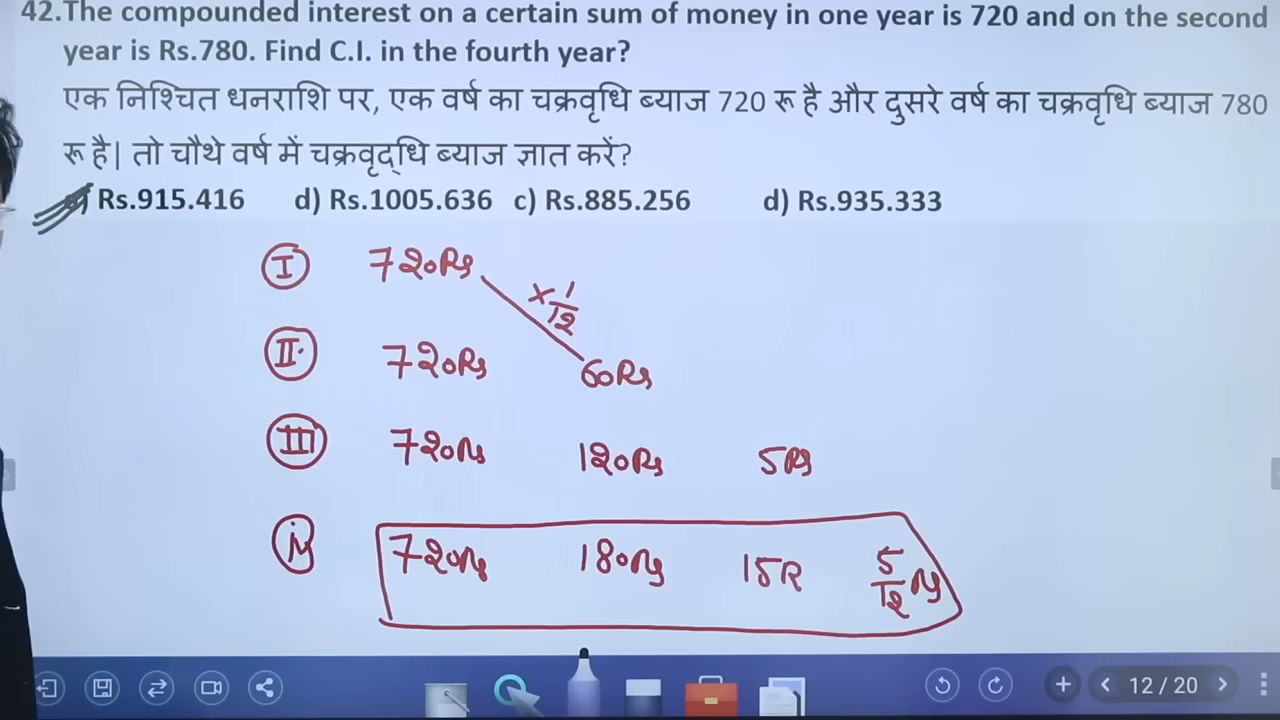 42.The compounded interest on a certain sum of money in one year is 720 and on the second
year is Rs.780. Find C.I. in the fourth year?
एक निश्चित धनराशि पर, एक वर्ष का चक्रवृधि ब्याज 720 रू है और दुसरे वर्ष का चक्रवृधि ब्याज 780
रू है| तो चौथे वर्ष में चक्रवृद्धि ब्याज ज्ञात करें?
Rs.915.416 d) Rs.1005.636 c) Rs.885.256 d) Rs.935.333
I 720Rs ×1/12
II 720Rs 60Rs
III 720Rs 120Rs 5Rs
IV 720Rs 180Rs 15R 5/12 Rs
12 / 20